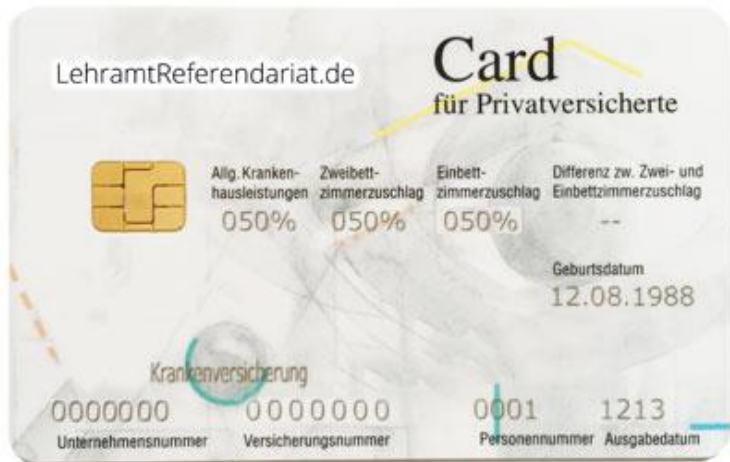 LehramtReferendariat.de
Card
für Privatversicherte
Allg. Kranken-
hausleistungen
050%
Zweibett-
zimmerzuschlag
050%
Einbett-
zimmerzuschlag
050%
Differenz zw. Zwei- und
Einbettzimmerzuschlag
--
Geburtsdatum
12.08.1988
Krankenversicherung
0000000 0000000 0001 1213
Unternehmensnummer Versicherungsnummer Personennummer Ausgabedatum